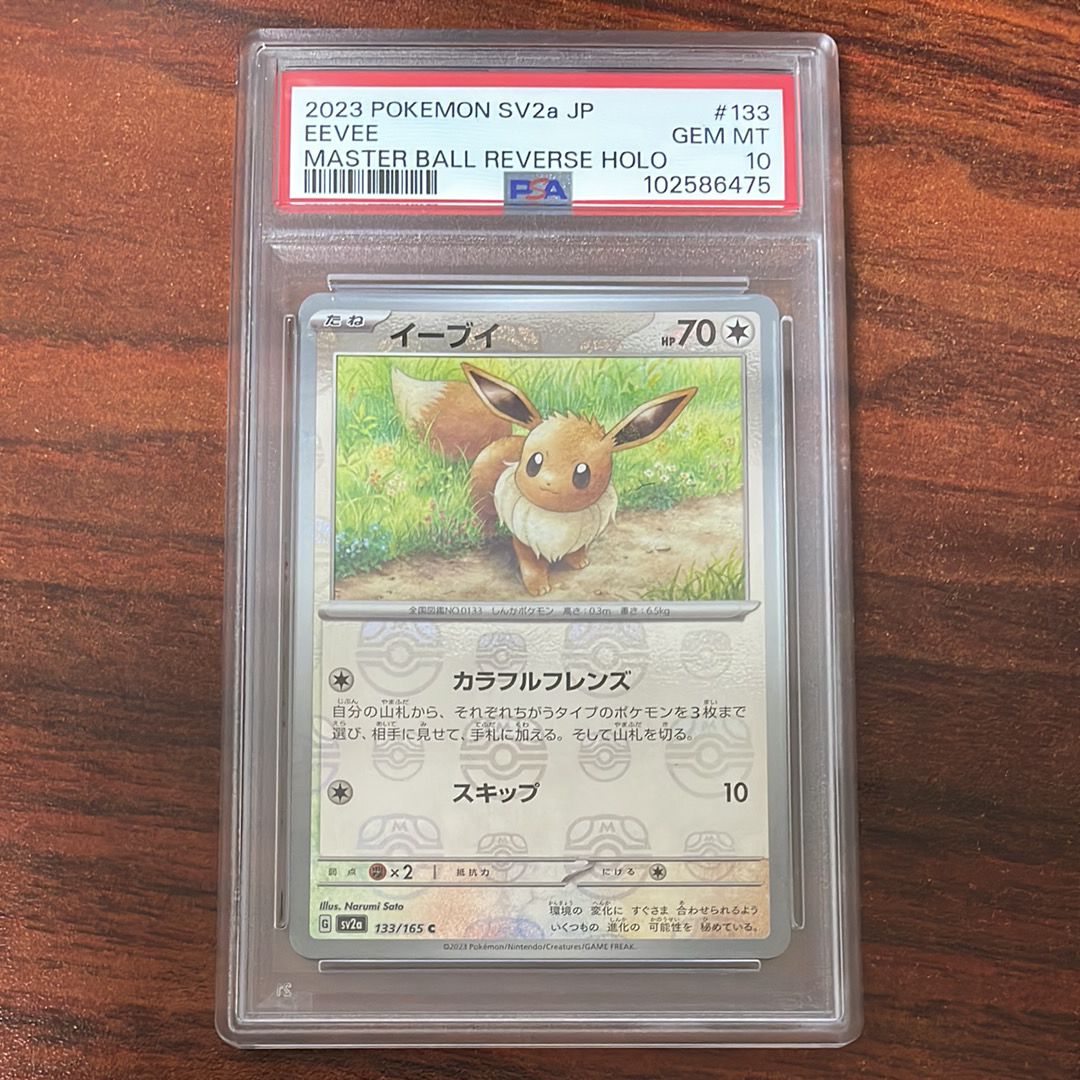 2023 POKEMON SV2a JP #133
EEVEE GEM MT
MASTER BALL REVERSE HOLO 10
PSA 102586475
たね イーブイ HP70
全国図鑑NO.0133 しんかポケモン 高さ:0.3m 重さ:6.5kg
カラフルフレンズ
自分の山札から、それぞれちがうタイプのポケモンを3枚まで
選び、相手に見せて、手札に加える。そして山札を切る。
スキップ 10
弱点 ×2 抵抗力 にげる
Illus. Narumi Sato
環境の 変化に すぐさま 合わせられるよう
いくつもの 進化の 可能性を 秘めている。
G sv2a 133/165 C
©2023 Pokémon/Nintendo/Creatures/GAME FREAK.